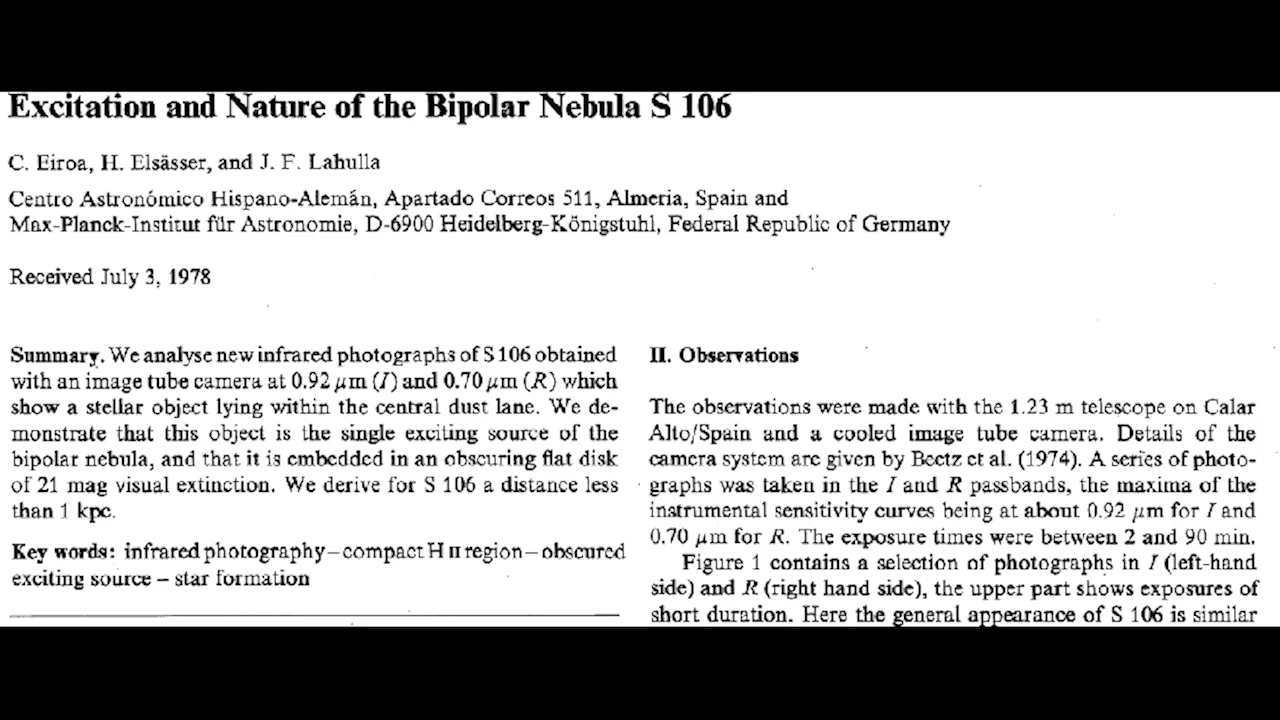 Excitation and Nature of the Bipolar Nebula S 106
C. Eiroa, H. Elsässer, and J. F. Lahulla
Centro Astronómico Hispano-Alemán, Apartado Correos 511, Almeria, Spain and
Max-Planck-Institut für Astronomie, D-6900 Heidelberg-Königstuhl, Federal Republic of Germany
Received July 3, 1978
Summary. We analyse new infrared photographs of S 106 obtained
with an image tube camera at 0.92 μm (I) and 0.70 μm (R) which
show a stellar object lying within the central dust lane. We de-
monstrate that this object is the single exciting source of the
bipolar nebula, and that it is embedded in an obscuring flat disk
of 21 mag visual extinction. We derive for S 106 a distance less
than 1 kpc.
Key words: infrared photography – compact H II region – obscured
exciting source – star formation
II. Observations
The observations were made with the 1.23 m telescope on Calar
Alto/Spain and a cooled image tube camera. Details of the
camera system are given by Beetz et al. (1974). A series of photo-
graphs was taken in the I and R passbands, the maxima of the
instrumental sensitivity curves being at about 0.92 μm for I and
0.70 μm for R. The exposure times were between 2 and 90 min.
Figure 1 contains a selection of photographs in I (left-hand
side) and R (right hand side), the upper part shows exposures of
short duration. Here the general appearance of S 106 is similar